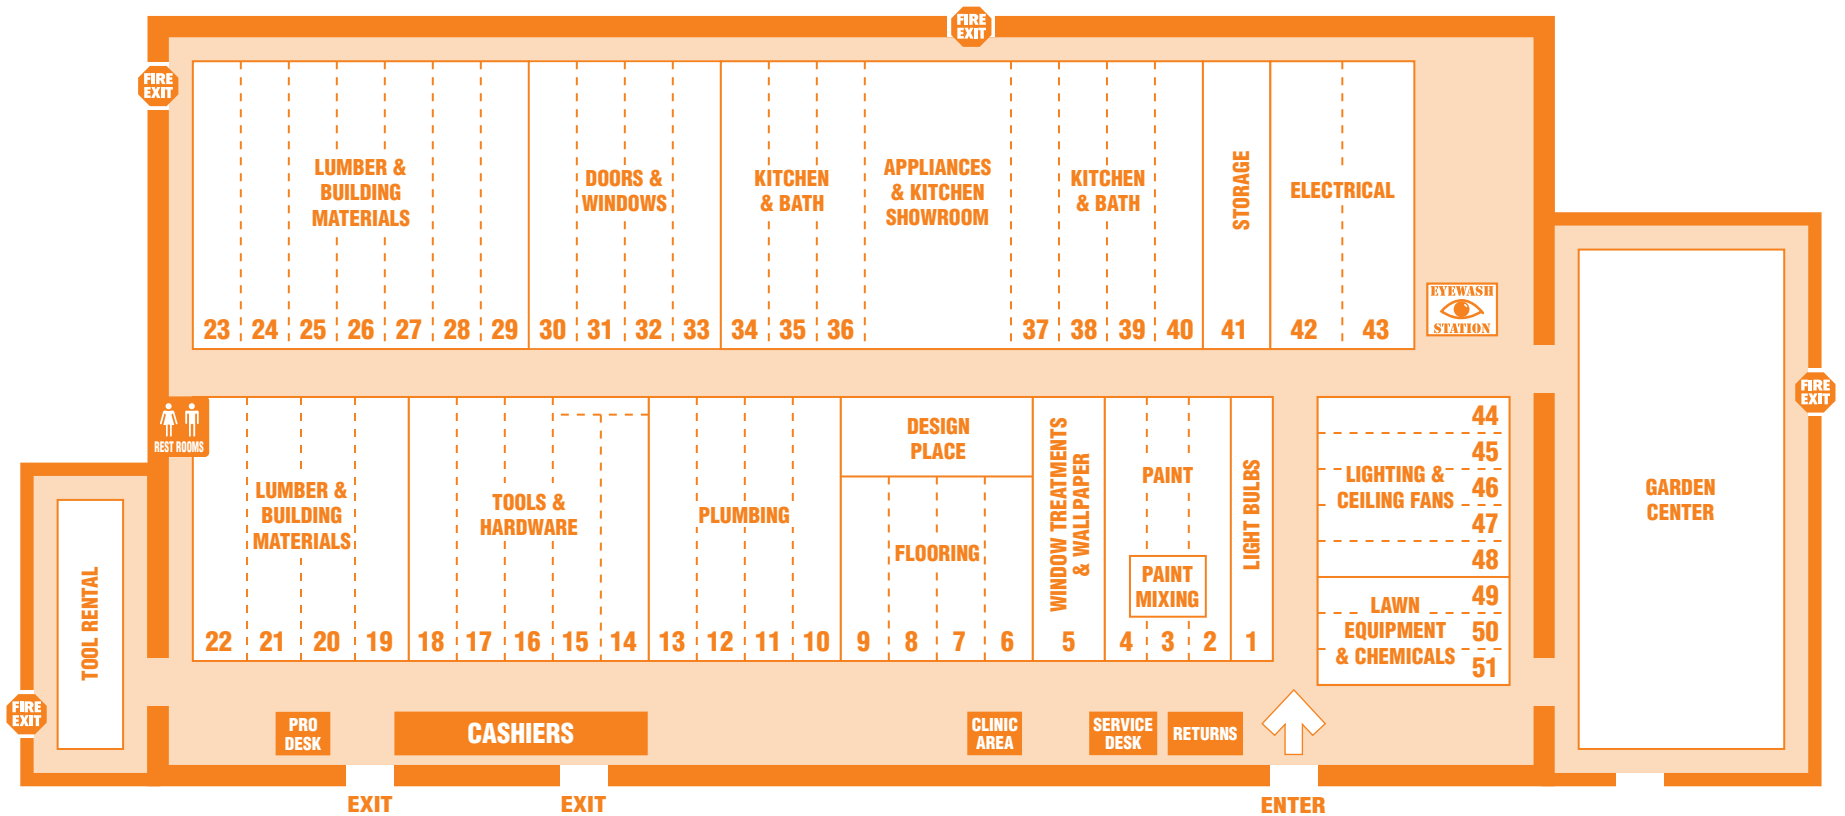 FIRE
EXIT
FIRE
EXIT
LUMBER &
BUILDING
MATERIALS
DOORS &
WINDOWS
KITCHEN
& BATH
APPLIANCES
& KITCHEN
SHOWROOM
KITCHEN
& BATH
STORAGE
ELECTRICAL
23 24 25 26 27 28 29 30 31 32 33 34 35 36 37 38 39 40 41 42 43
EYEWASH
STATION
FIRE
EXIT
REST ROOMS
LUMBER &
BUILDING
MATERIALS
TOOLS &
HARDWARE
PLUMBING
DESIGN
PLACE
FLOORING
WINDOW TREATMENTS
& WALLPAPER
PAINT
PAINT
MIXING
LIGHT BULBS
22 21 20 19 18 17 16 15 14 13 12 11 10 9 8 7 6 5 4 3 2 1
44
45
LIGHTING &
46
CEILING FANS
47
48
49
LAWN
EQUIPMENT
50
& CHEMICALS
51
GARDEN
CENTER
TOOL RENTAL
FIRE
EXIT
PRO
DESK
CASHIERS
CLINIC
AREA
SERVICE
DESK
RETURNS
EXIT
EXIT
ENTER